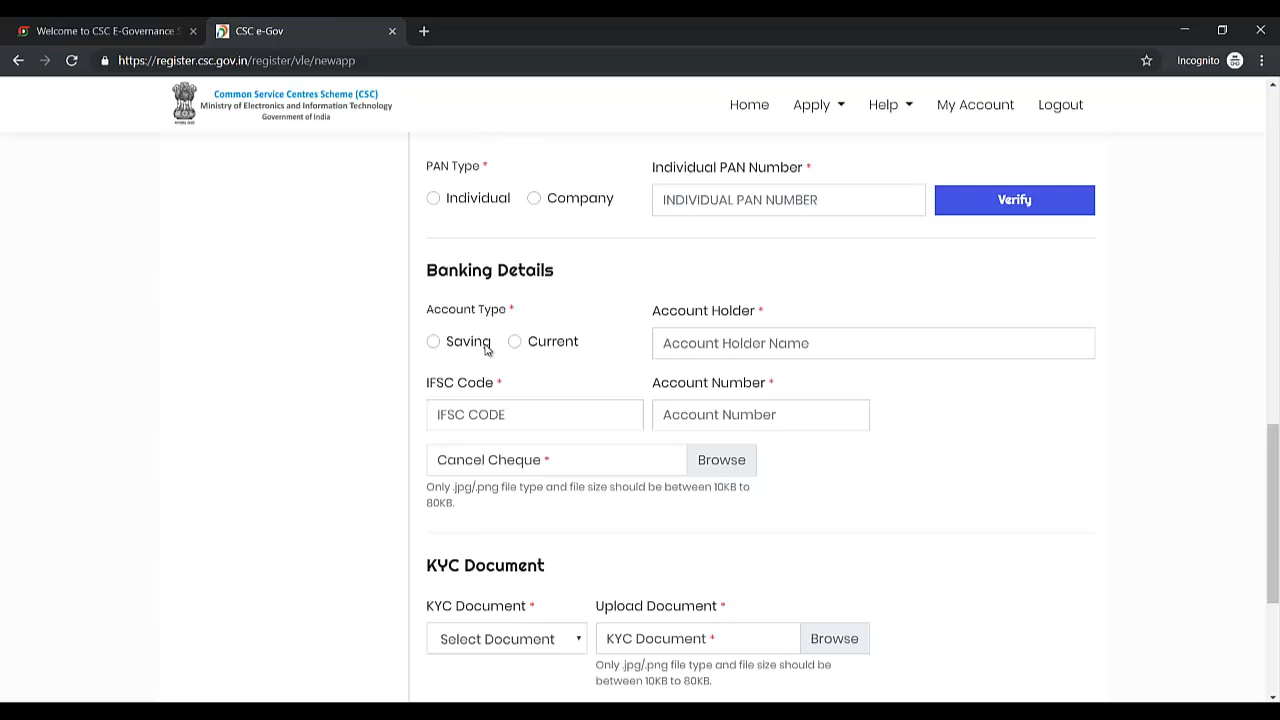 Welcome to CSC E-Governance S
CSC e-Gov
https://register.csc.gov.in/register/vle/newapp
Incognito
Common Service Centres Scheme (CSC)
Ministry of Electronics and Information Technology
Government of India
Home
Apply
Help
My Account
Logout
PAN Type *
Individual PAN Number *
Individual
Company
INDIVIDUAL PAN NUMBER
Verify
Banking Details
Account Type *
Account Holder *
Saving
Current
Account Holder Name
IFSC Code *
Account Number *
IFSC CODE
Account Number
Cancel Cheque *
Browse
Only .jpg/.png file type and file size should be between 10KB to
80KB.
KYC Document
KYC Document *
Upload Document *
Select Document
KYC Document *
Browse
Only .jpg/.png file type and file size should be
between 10KB to 80KB.